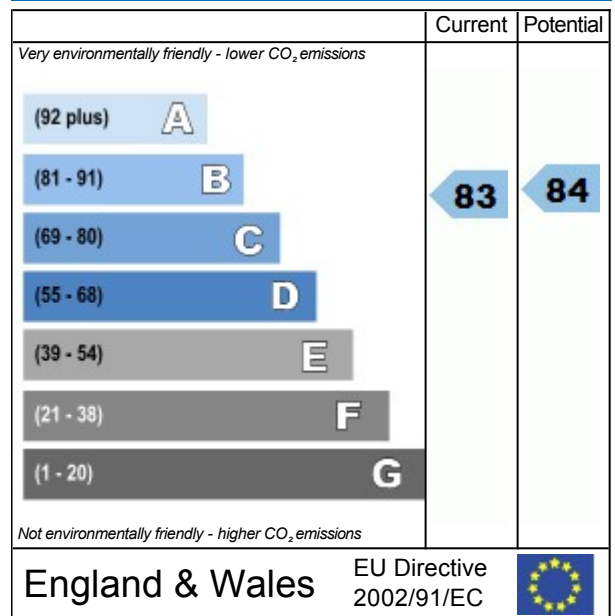 Current Potential
Very environmentally friendly - lower CO₂ emissions
(92 plus) A
(81 - 91) B
83 84
(69 - 80) C
(55 - 68) D
(39 - 54) E
(21 - 38) F
(1 - 20) G
Not environmentally friendly - higher CO₂ emissions
England & Wales
EU Directive
2002/91/EC